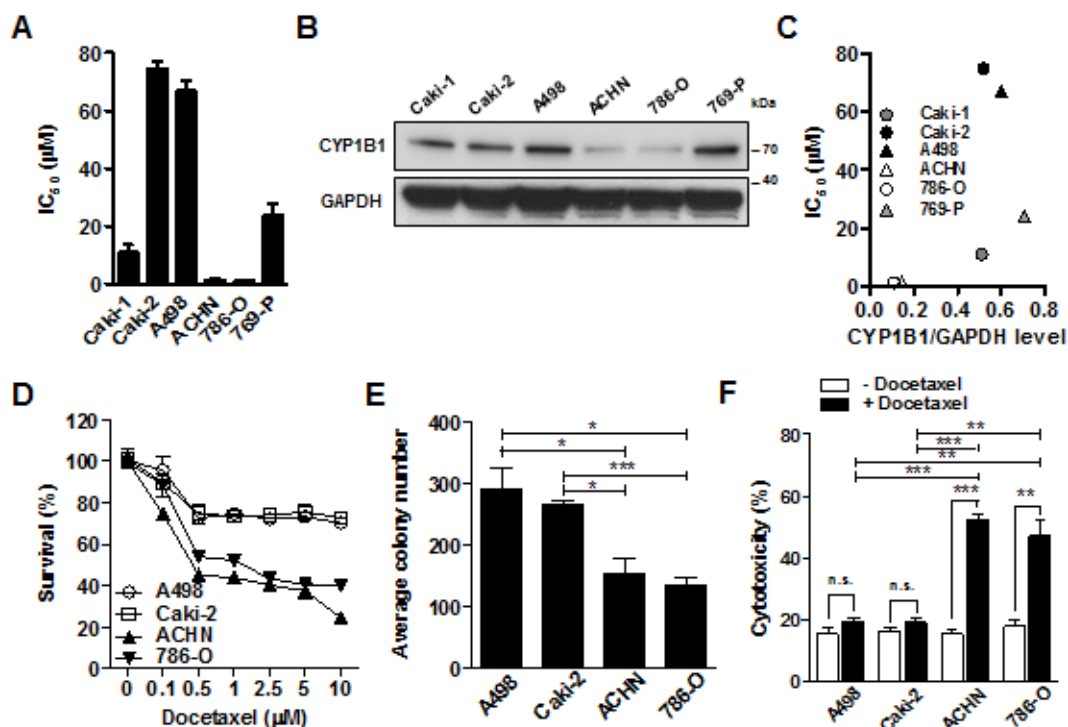 A
IC50 (µM)
80
60
40
20
0
Caki-1
Caki-2
A498
ACHN
786-O
769-P
B
Caki-1
Caki-2
A498
ACHN
786-O
769-P
kDa
CYP1B1
70
40
GAPDH
C
IC50 (µM)
80
60
40
20
0
Caki-1
Caki-2
A498
ACHN
786-O
769-P
0.0 0.2 0.4 0.6 0.8
CYP1B1/GAPDH level
D
Survival (%)
120
100
80
60
40
20
0
A498
Caki-2
ACHN
786-O
0 0.1 0.5 1 2.5 5 10
Docetaxel (µM)
E
Average colony number
400
300
200
100
0
*
*
***
*
A498
Caki-2
ACHN
786-O
F
- Docetaxel
+ Docetaxel
Cytotoxicity (%)
80
60
40
20
0
**
***
**
***
***
**
n.s.
n.s.
A498
Caki-2
ACHN
786-O